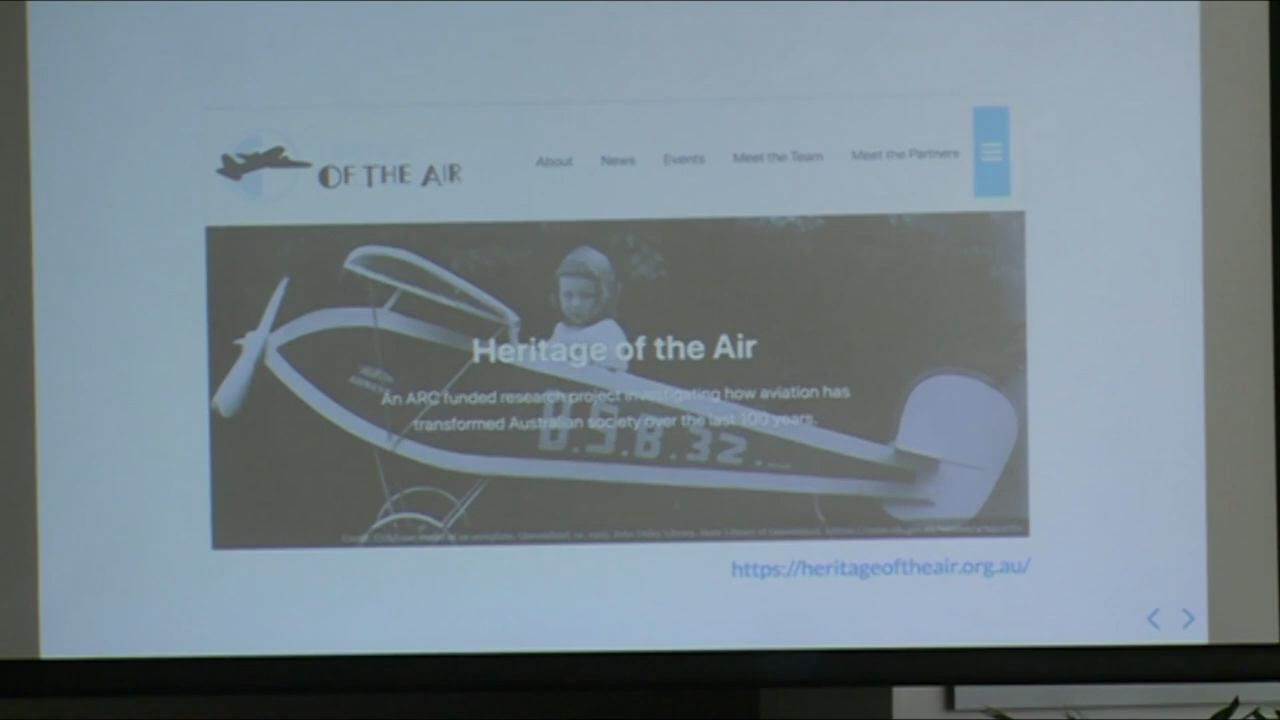 OF THE AIR
About News Events Meet the Team Meet the Partners
Heritage of the Air
An ARC funded research project investigating how aviation has
transformed Australian society over the last 100 years.
B.S.B.32.
https://heritageoftheair.org.au/